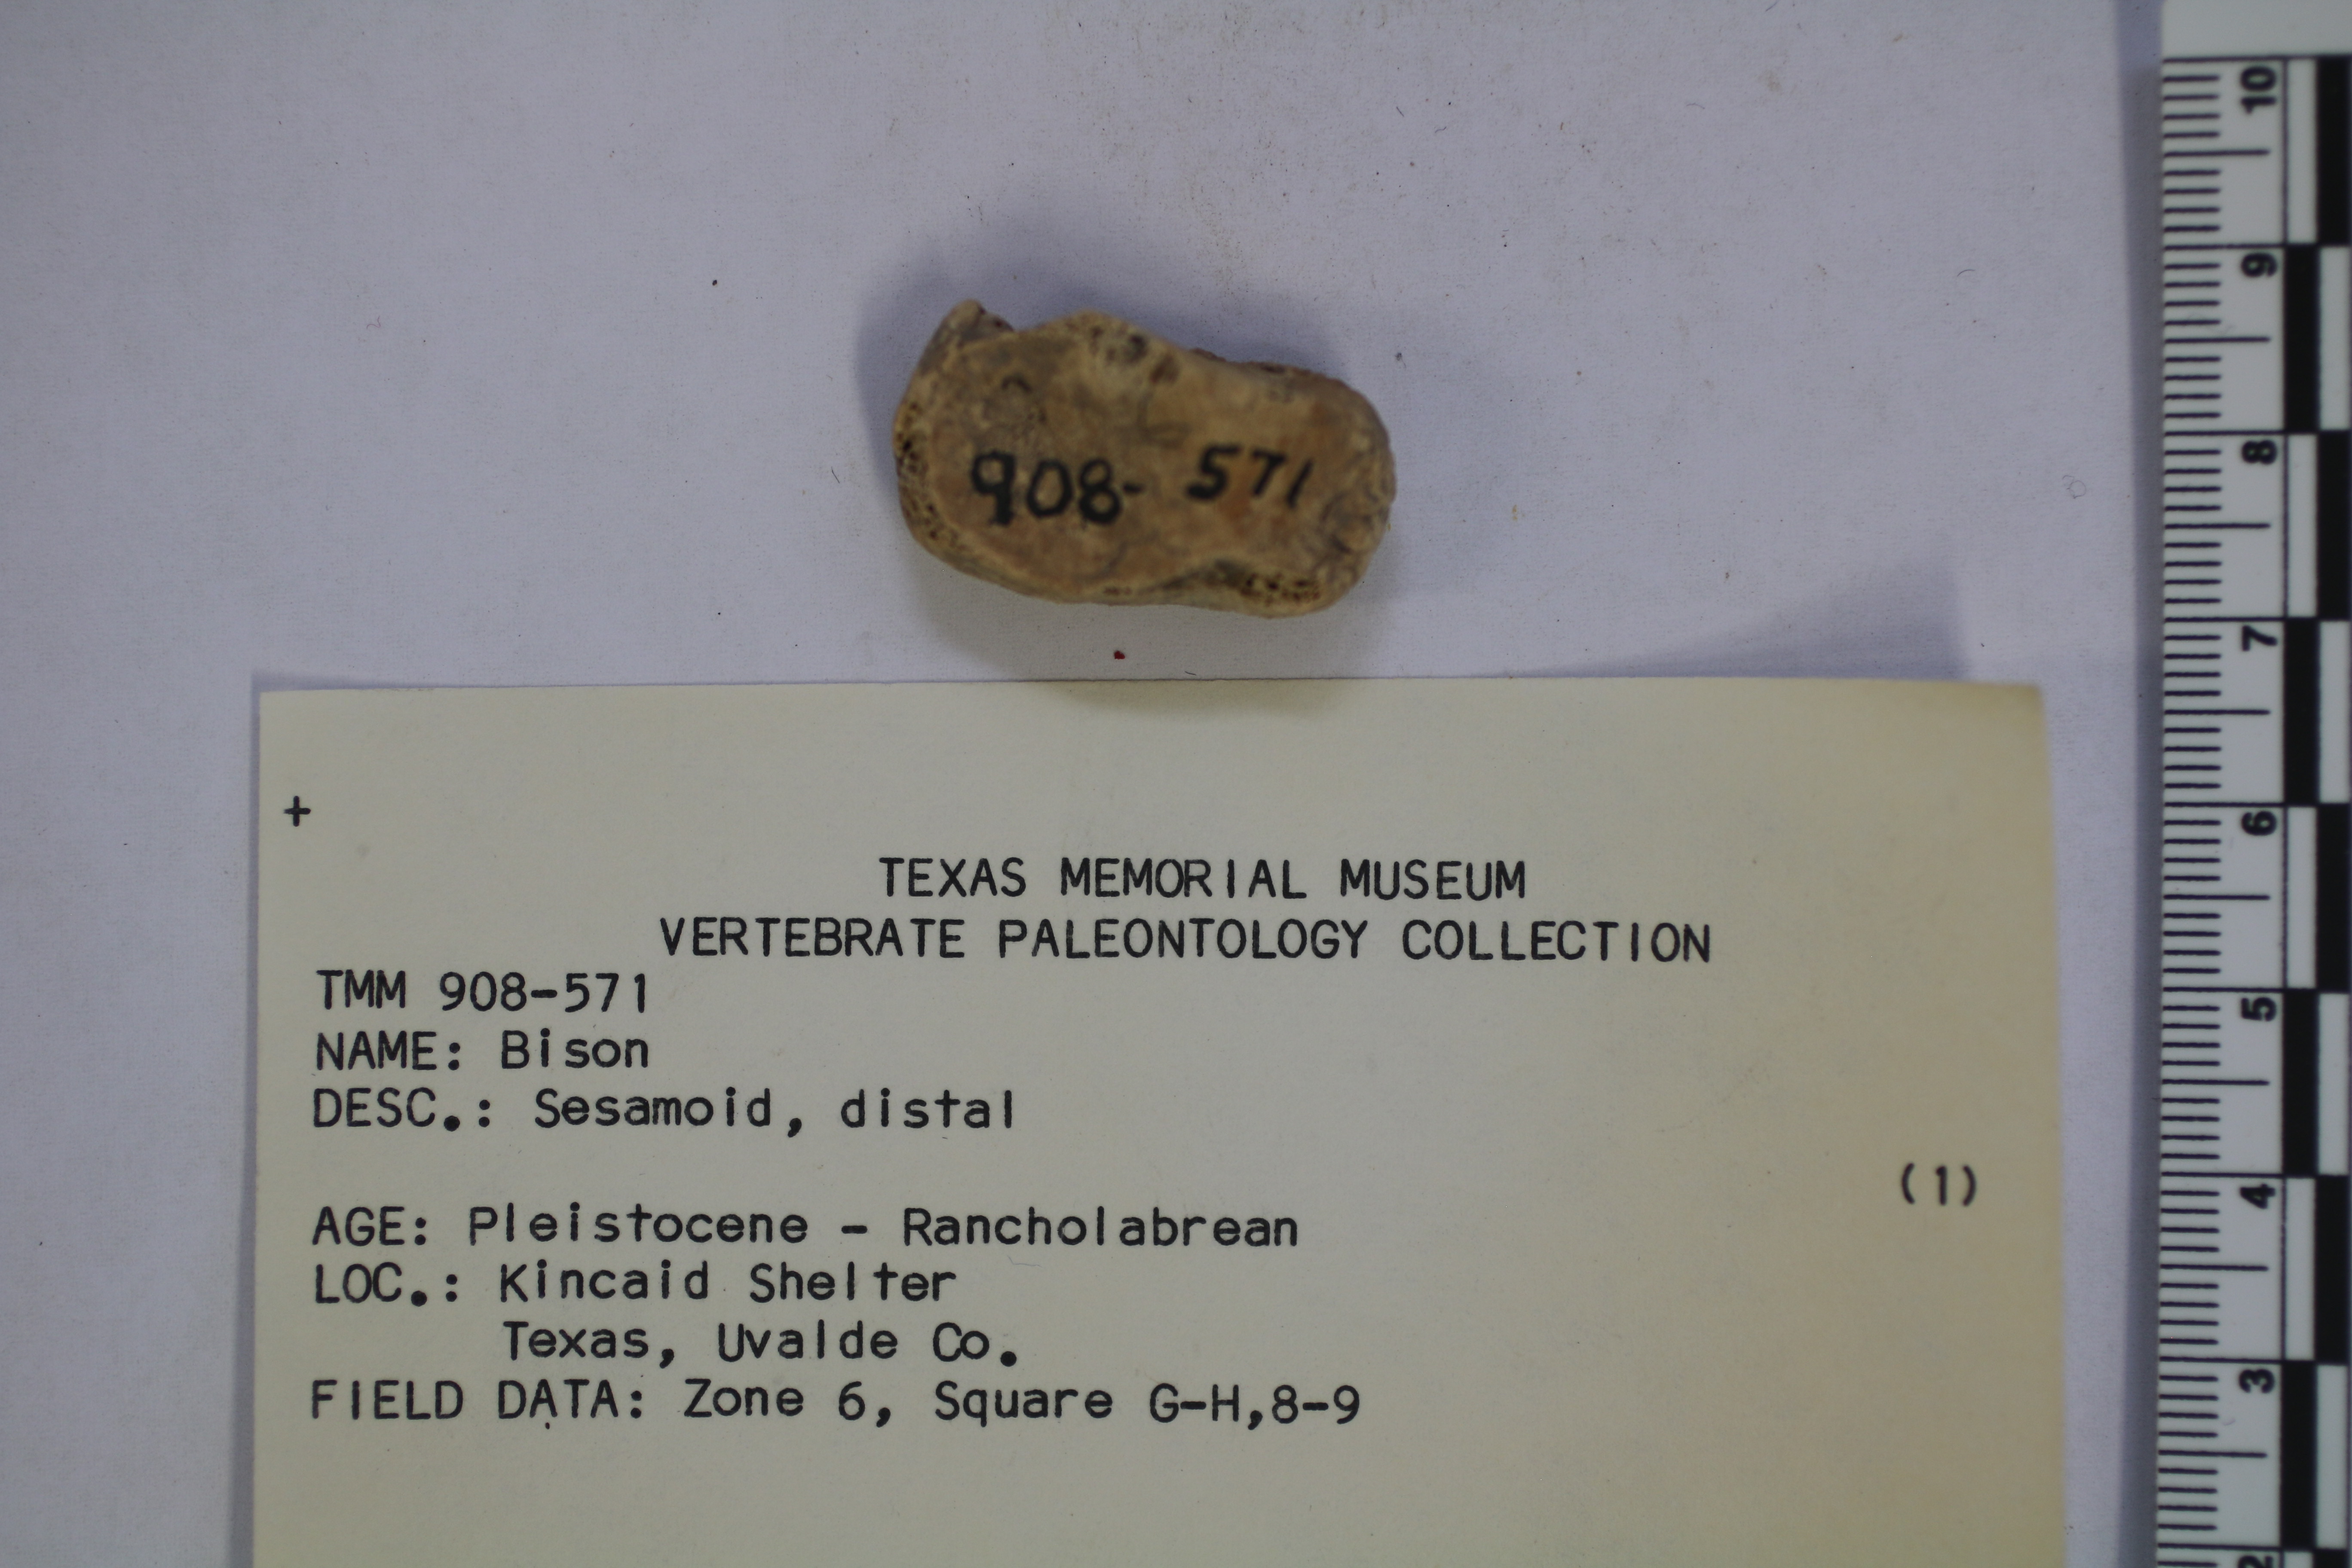 908-571
+
TEXAS MEMORIAL MUSEUM
VERTEBRATE PALEONTOLOGY COLLECTION
TMM 908-571
NAME: Bison
DESC.: Sesamoid, distal
(1)
AGE: Pleistocene - Rancholabrean
LOC.: Kincaid Shelter
Texas, Uvalde Co.
FIELD DATA: Zone 6, Square G-H,8-9
10
9
8
7
6
5
4
3
2